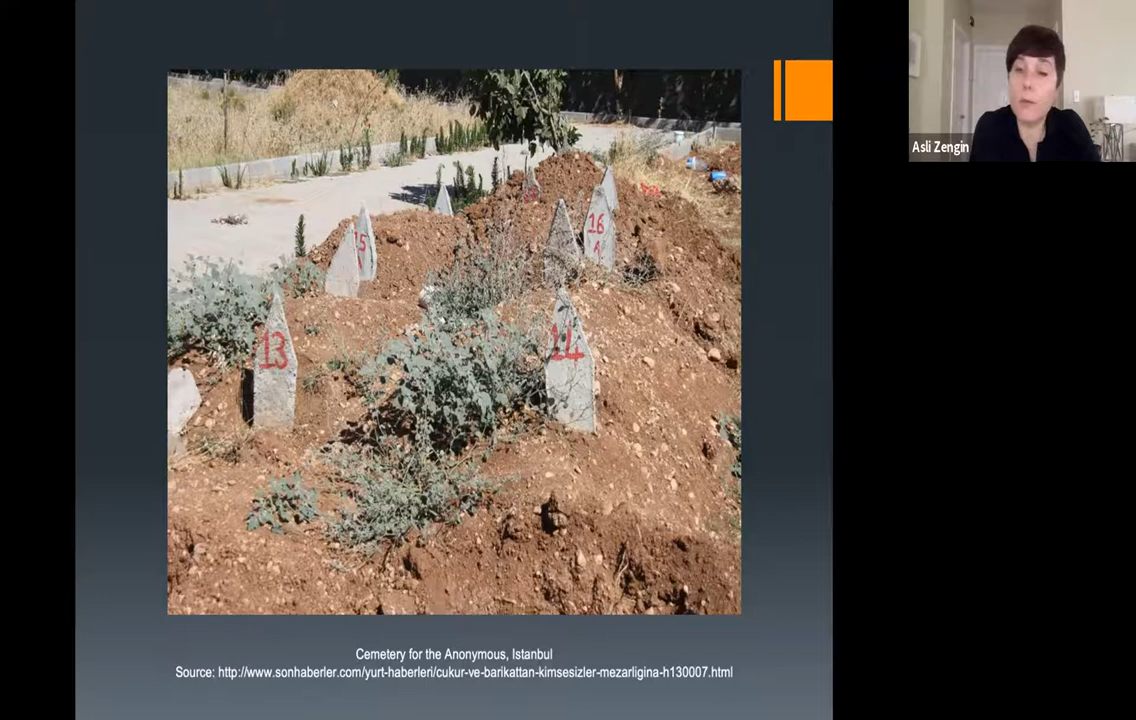 16
15
13
14
Asli Zengin
Cemetery for the Anonymous, Istanbul
Source: http://www.sonhaberler.com/yurt-haberleri/cukur-ve-barikattan-kimsesizler-mezarligina-h130007.html